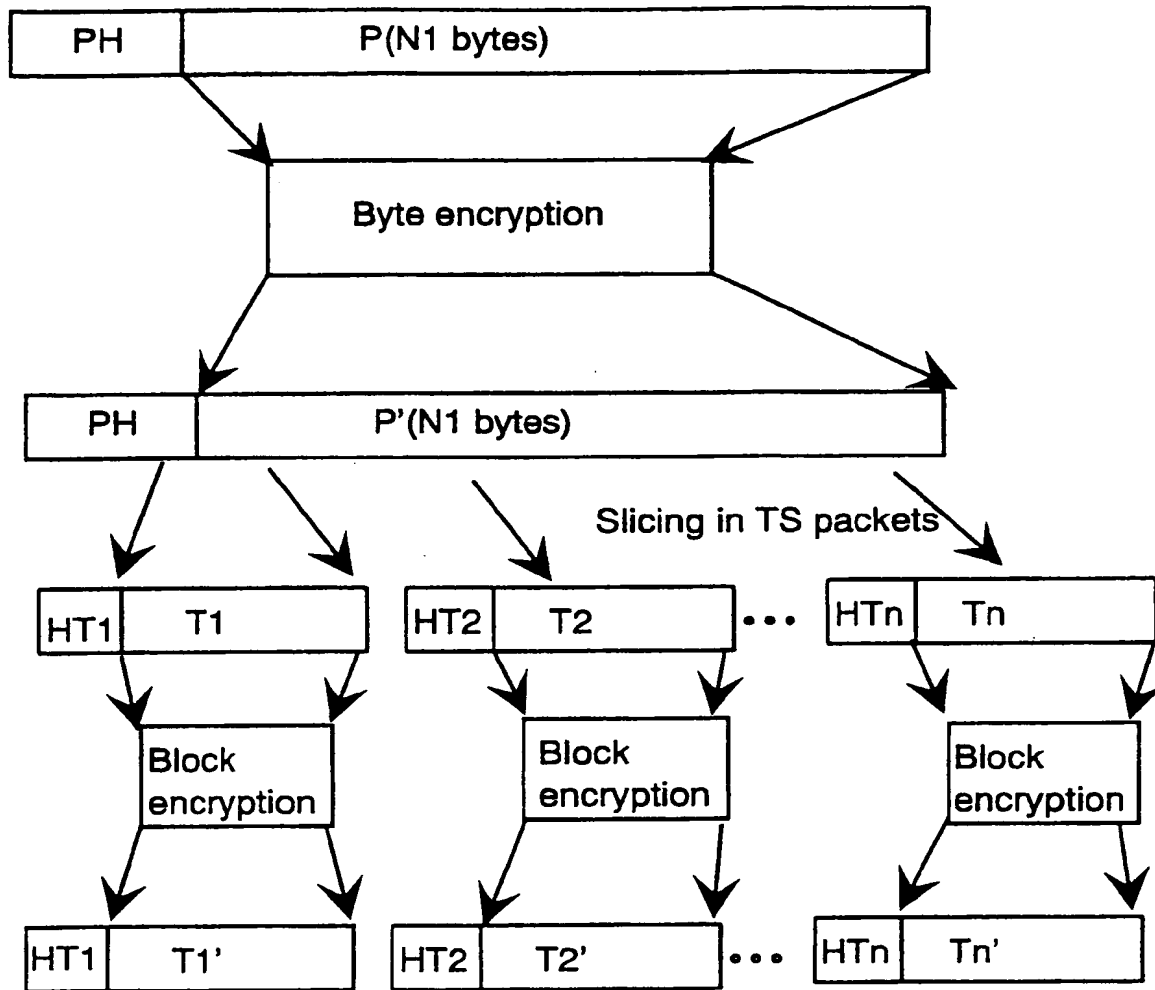 PH P(N1 bytes)
Byte encryption
PH P'(N1 bytes)
Slicing in TS packets
HT1 T1 HT2 T2 ••• HTn Tn
Block encryption Block encryption Block encryption
HT1 T1' HT2 T2' ••• HTn Tn'